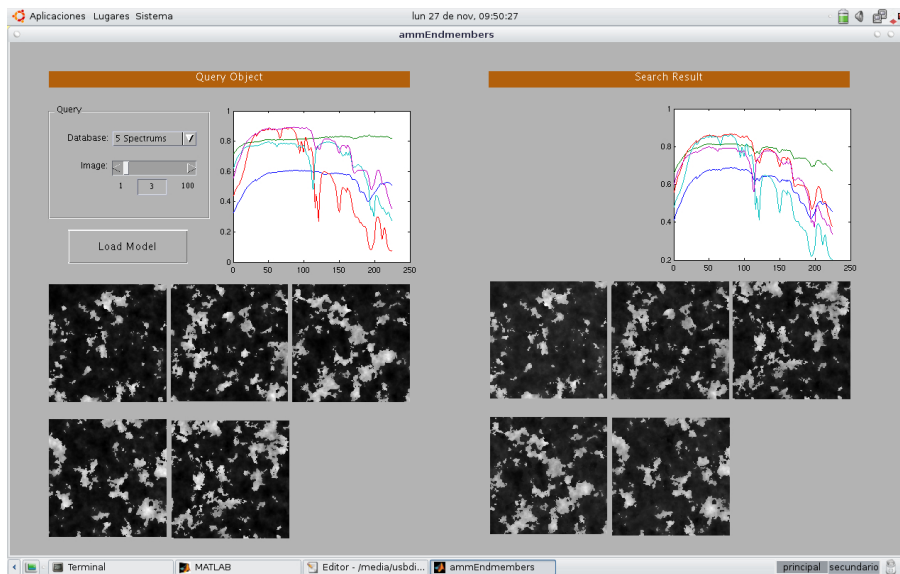 Aplicaciones Lugares Sistema
lun 27 de nov, 09:50:27
ammEndmembers
Query Object
Search Result
Query
Database: 5 Spectrums
Image:
1 3 100
Load Model
1
0.8
0.6
0.4
0.2
0
0 50 100 150 200 250
1
0.8
0.6
0.4
0.2
0 50 100 150 200 250
Terminal
MATLAB
Editor - /media/usbdi...
ammEndmembers
principal secundario